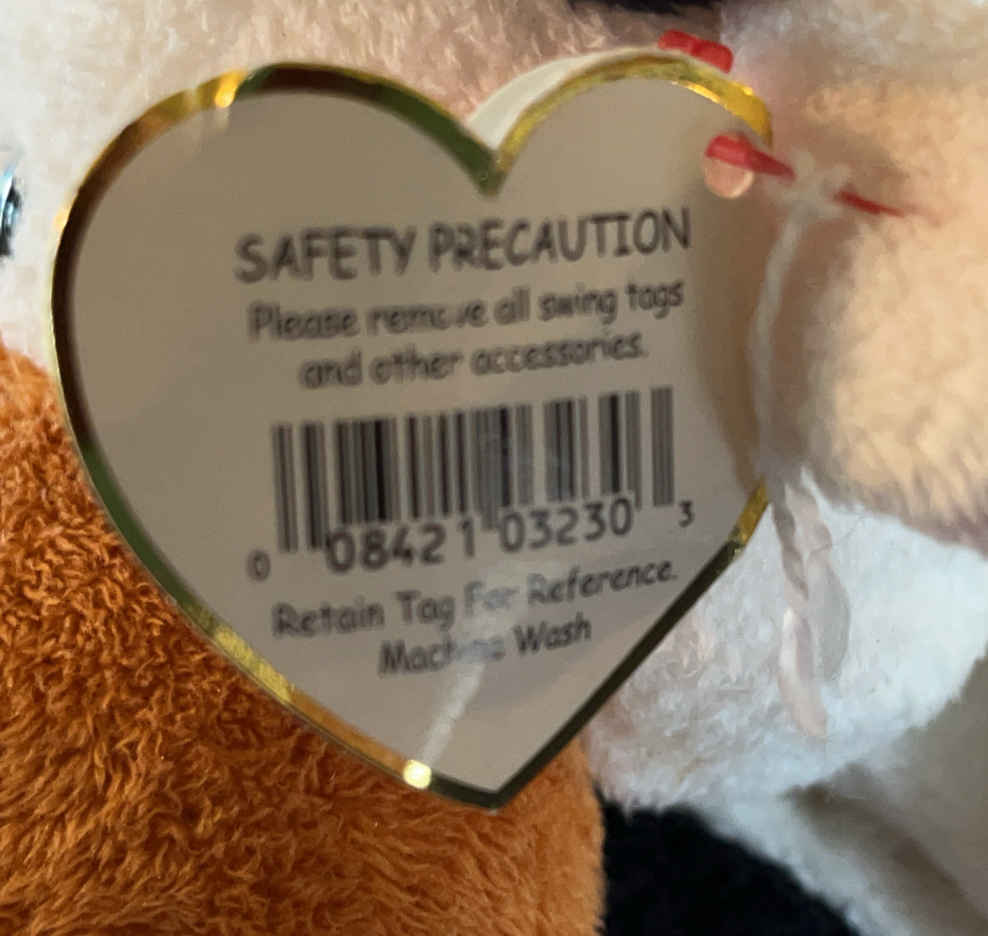 SAFETY PRECAUTION
Please remove all swing tags
and other accessories.
0 08421 03230 3
Retain Tag For Reference.
Machine Wash